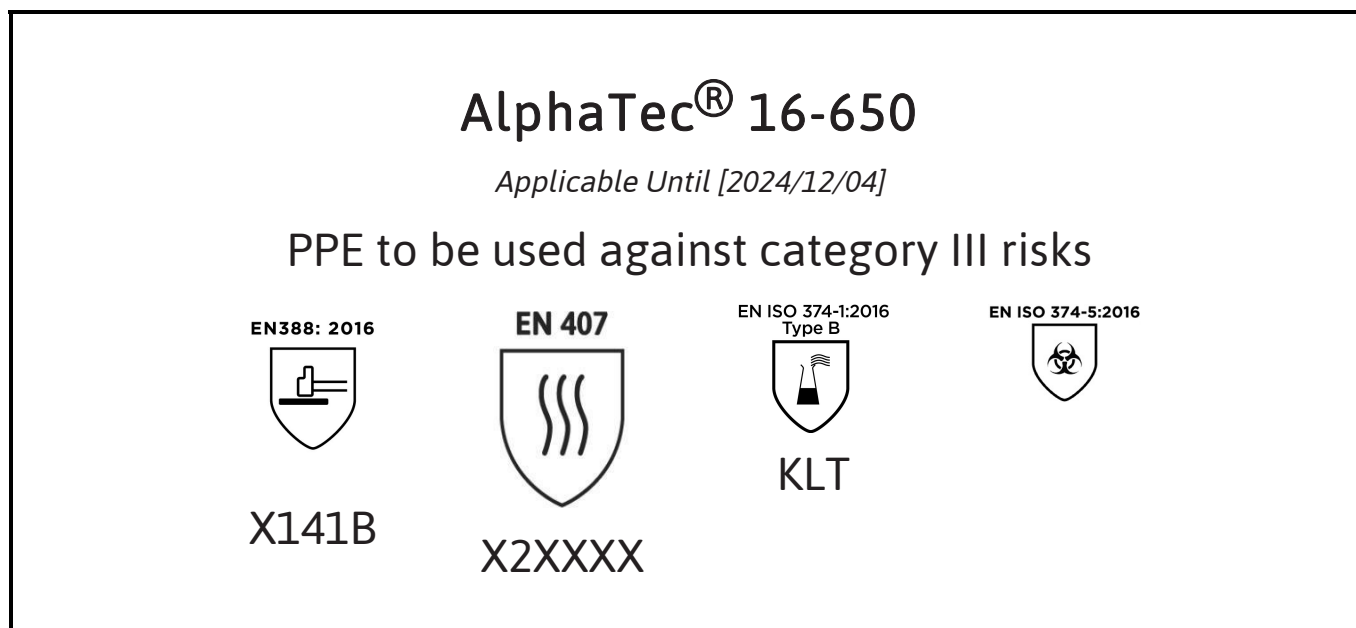 AlphaTec® 16-650
Applicable Until [2024/12/04]
PPE to be used against category III risks
EN388: 2016
X141B
EN 407
X2XXXX
EN ISO 374-1:2016
Type B
KLT
EN ISO 374-5:2016